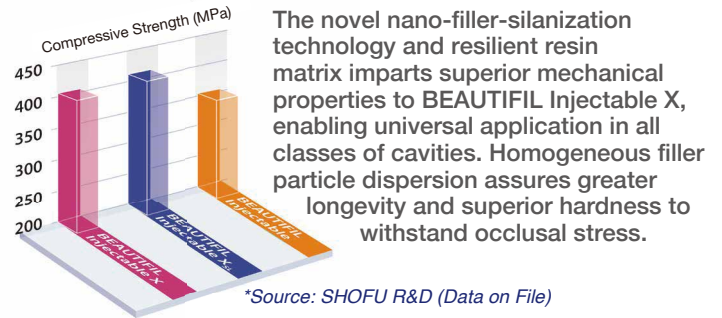 Compressive Strength (MPa)
450
400
350
300
250
200
BEAUTIFIL
Injectable X
BEAUTIFIL
Injectable XSL
BEAUTIFIL
Injectable
The novel nano-filler-silanization
technology and resilient resin
matrix imparts superior mechanical
properties to BEAUTIFIL Injectable X,
enabling universal application in all
classes of cavities. Homogeneous filler
particle dispersion assures greater
longevity and superior hardness to
withstand occlusal stress.
*Source: SHOFU R&D (Data on File)